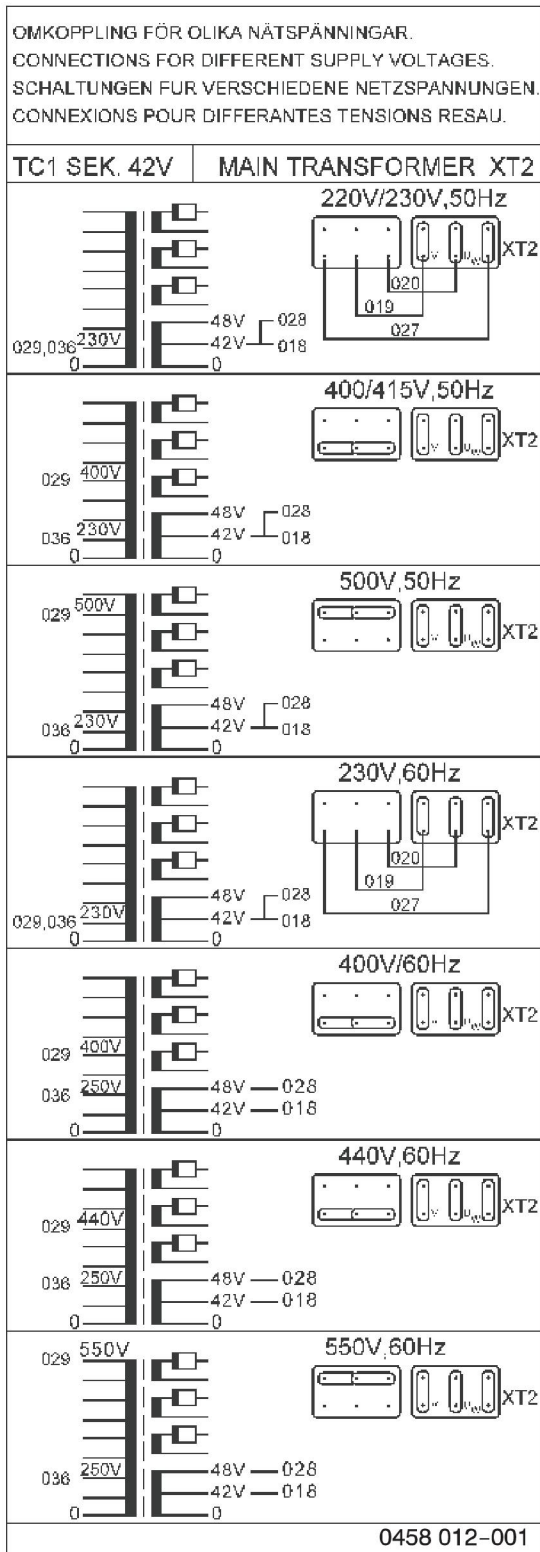 OMKOPPLING FÖR OLIKA NÄTSPÄNNINGAR.
CONNECTIONS FOR DIFFERENT SUPPLY VOLTAGES.
SCHALTUNGEN FUR VERSCHIEDENE NETZSPANNUNGEN.
CONNEXIONS POUR DIFFERANTES TENSIONS RESAU.
TC1 SEK. 42V
MAIN TRANSFORMER XT2
220V/230V,50Hz
XT2
V U W
020
019
027
48V 028
42V 018
0
029,036 230V
0
400/415V,50Hz
XT2
V U W
029 400V
036 230V
0
48V 028
42V 018
0
500V,50Hz
XT2
V U W
029 500V
036 230V
0
48V 028
42V 018
0
230V,60Hz
XT2
V U W
020
019
027
48V 028
42V 018
0
029,036 230V
0
400V/60Hz
XT2
V U W
029 400V
036 250V
0
48V 028
42V 018
0
440V,60Hz
XT2
V U W
029 440V
036 250V
0
48V 028
42V 018
0
550V,60Hz
XT2
V U W
029 550V
036 250V
0
48V 028
42V 018
0
0458 012-001